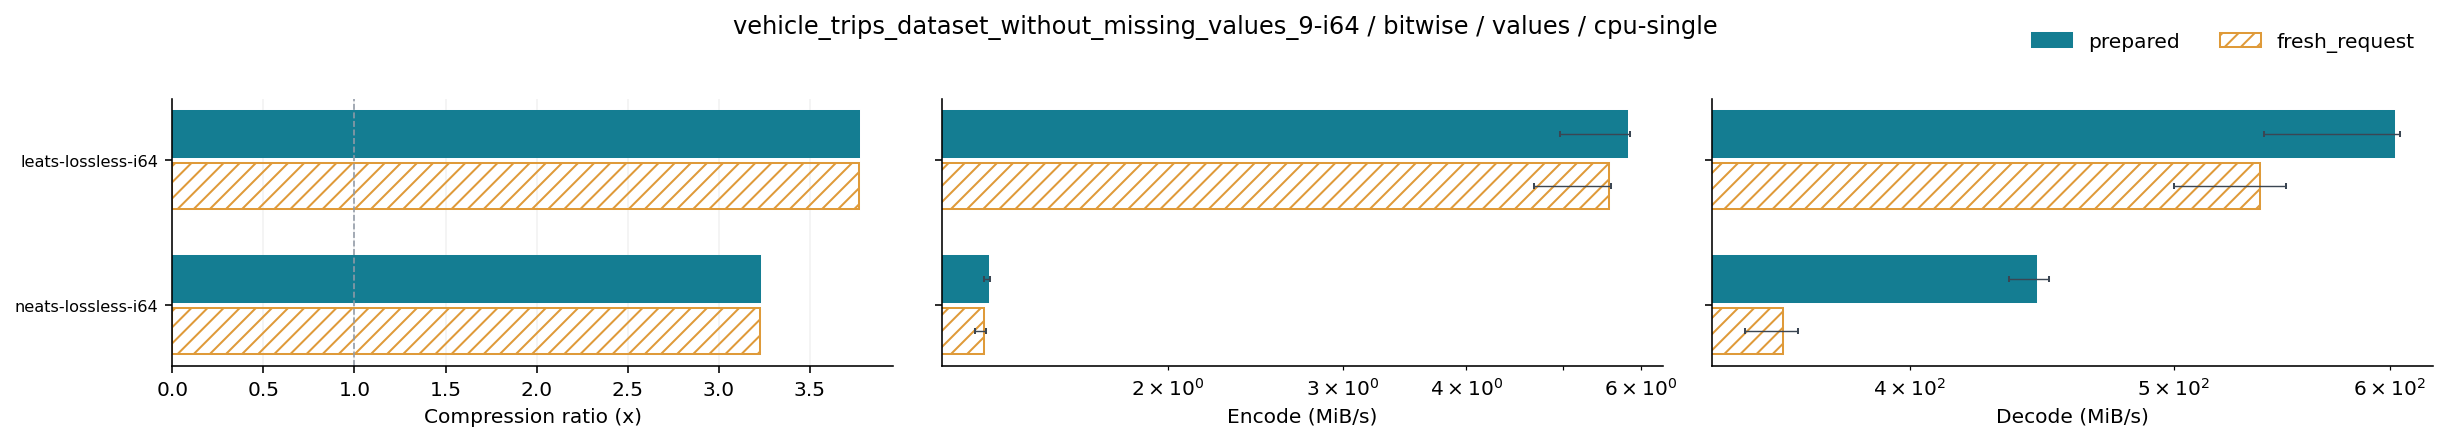 vehicle_trips_dataset_without_missing_values_9-i64 / bitwise / values / cpu-single
prepared
fresh_request
leats-lossless-i64
neats-lossless-i64
0.0 0.5 1.0 1.5 2.0 2.5 3.0 3.5
Compression ratio (x)
2 × 10⁰ 3 × 10⁰ 4 × 10⁰ 6 × 10⁰
Encode (MiB/s)
4 × 10² 5 × 10² 6 × 10²
Decode (MiB/s)